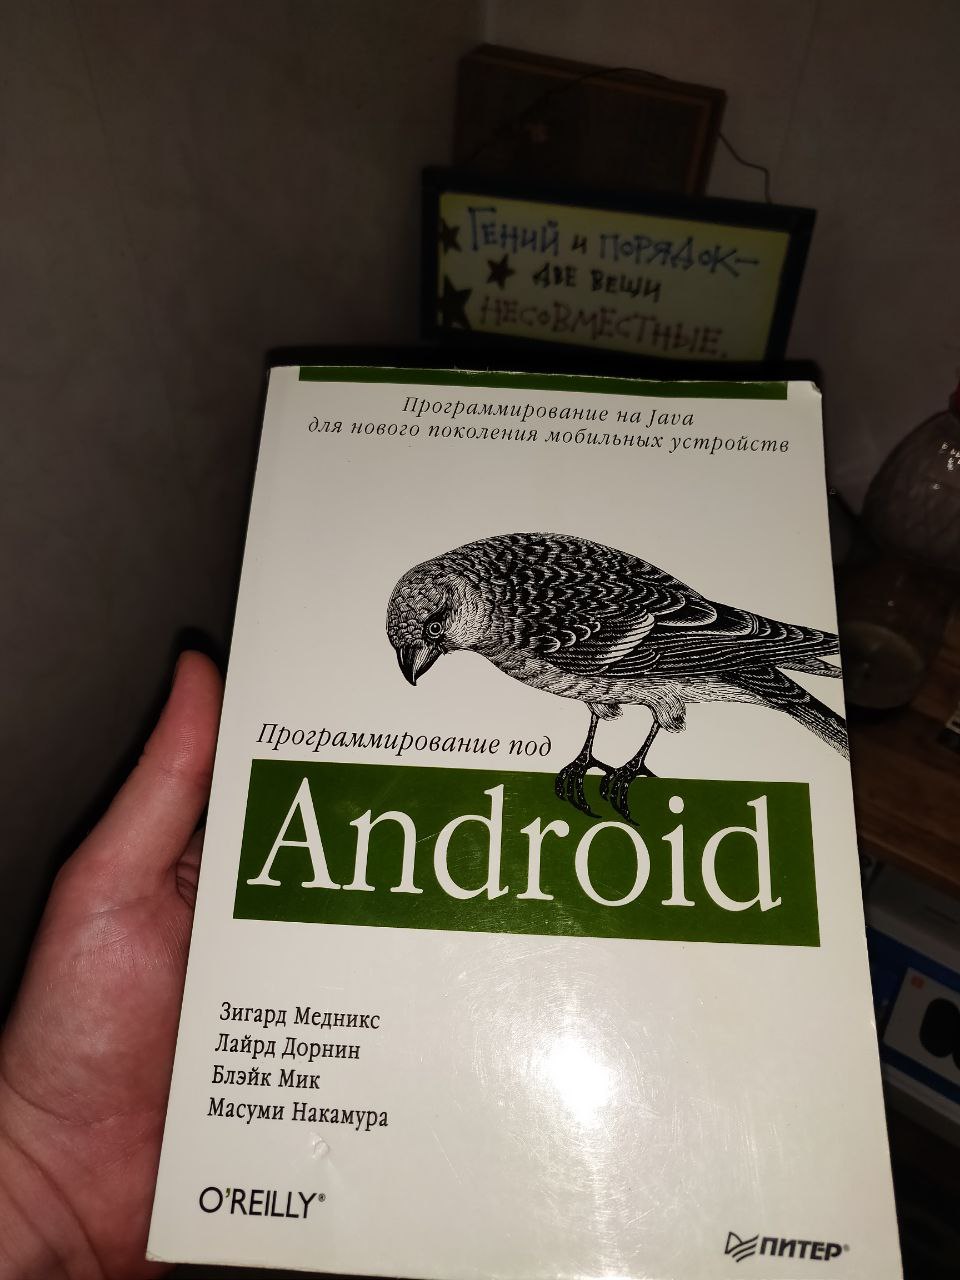 Гений и порядок—
две вещи
несовместные.
Программирование на Java
для нового поколения мобильных устройств
Программирование под
Android
Зигард Медникс
Лайрд Дорнин
Блэйк Мик
Масуми Накамура
O'REILLY®
ПИТЕР®